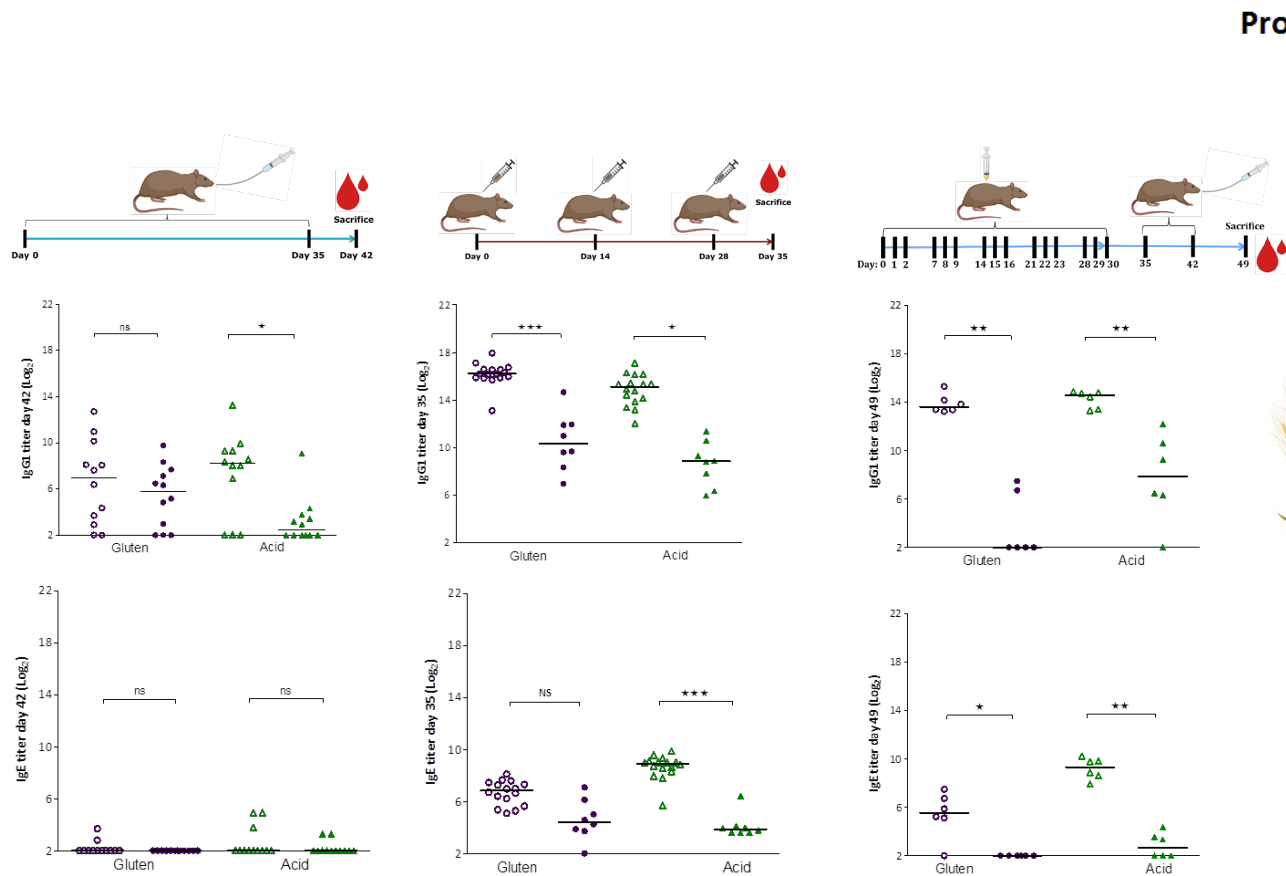 Pro
Sacrifice
Day 0
Day 35
Day 42
Sacrifice
Day 0
Day 14
Day 28
Day 35
Sacrifice
Day: 0 1 2 7 8 9 14 15 16 21 22 23 28 29 30 35 42 49
IgG1 titer day 42 (Log2)
22
18
14
10
6
2
ns
★
Gluten
Acid
IgG1 titer day 35 (Log2)
22
18
14
10
6
2
★★★
★
Gluten
Acid
IgG1 titer day 49 (Log2)
22
18
14
10
6
2
★★
★★
Gluten
Acid
IgE titer day 42 (Log2)
22
18
14
10
6
2
ns
ns
Gluten
Acid
IgE titer day 35 (Log2)
22
18
14
10
6
2
NS
★★★
Gluten
Acid
IgE titer day 49 (Log2)
22
18
14
10
6
2
★
★★
Gluten
Acid